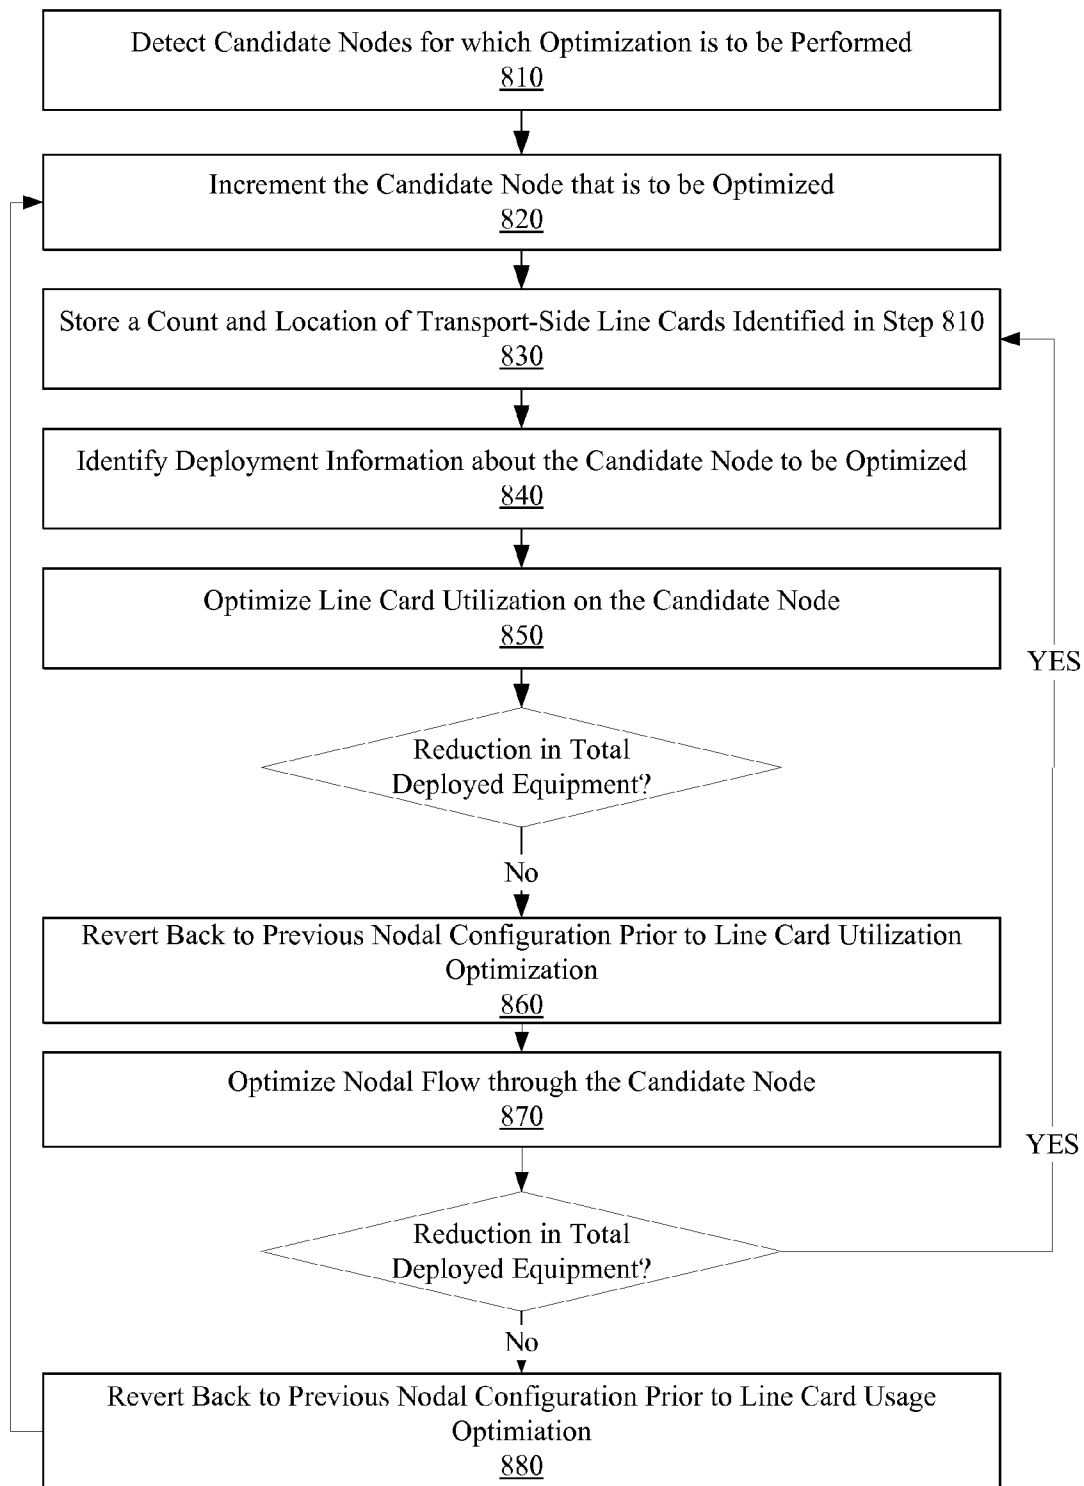 Detect Candidate Nodes for which Optimization is to be Performed
810
Increment the Candidate Node that is to be Optimized
820
Store a Count and Location of Transport-Side Line Cards Identified in Step 810
830
Identify Deployment Information about the Candidate Node to be Optimized
840
Optimize Line Card Utilization on the Candidate Node
850
YES
Reduction in Total
Deployed Equipment?
No
Revert Back to Previous Nodal Configuration Prior to Line Card Utilization
Optimization
860
Optimize Nodal Flow through the Candidate Node
870
YES
Reduction in Total
Deployed Equipment?
No
Revert Back to Previous Nodal Configuration Prior to Line Card Usage
Optimiation
880